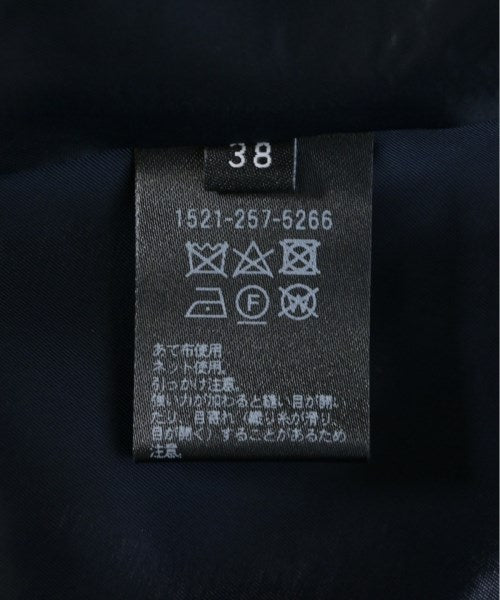 38
1521-257-5266
F
W
あて布使用。
ネット使用。
引っかけ注意。
強い力が加わると縫い目が開い
たり、目寄れ（織り糸が滑り、
目が開く）することがあるため
注意。